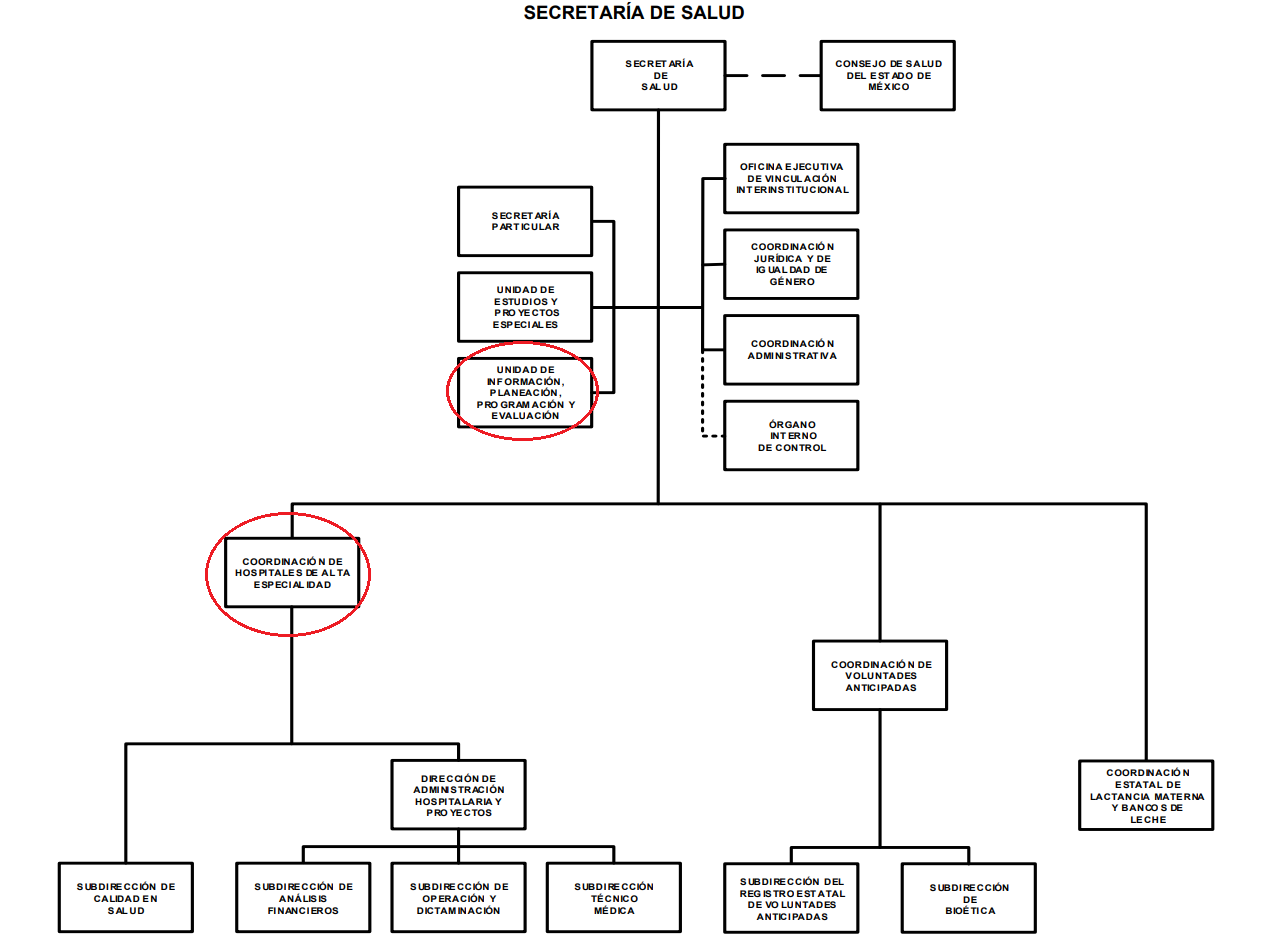 SECRETARÍA DE SALUD
SECRETARÍA
DE
SALUD
CONSEJO DE SALUD
DEL ESTADO DE
MÉXICO
OFICINA EJECUTIVA
DE VINCULACIÓN
INTERINSTITUCIONAL
SECRETARÍA
PARTICULAR
COORDINACIÓN
JURÍDICA Y DE
IGUALDAD DE
GÉNERO
UNIDAD DE
ESTUDIOS Y
PROYECTOS
ESPECIALES
COORDINACIÓN
ADMINISTRATIVA
UNIDAD DE
INFORMACIÓN,
PLANEACIÓN,
PROGRAMACIÓN Y
EVALUACIÓN
ÓRGANO
INTERNO
DE CONTROL
COORDINACIÓN DE
HOSPITALES DE ALTA
ESPECIALIDAD
COORDINACIÓN DE
VOLUNTADES
ANTICIPADAS
DIRECCIÓN DE
ADMINISTRACIÓN
HOSPITALARIA Y
PROYECTOS
COORDINACIÓN
ESTATAL DE
LACTANCIA MATERNA
Y BANCOS DE
LECHE
SUBDIRECCIÓN DE
CALIDAD EN
SALUD
SUBDIRECCIÓN DE
ANÁLISIS
FINANCIEROS
SUBDIRECCIÓN DE
OPERACIÓN Y
DICTAMINACIÓN
SUBDIRECCIÓN
TÉCNICO
MÉDICA
SUBDIRECCIÓN DEL
REGISTRO ESTATAL
DE VOLUNTADES
ANTICIPADAS
SUBDIRECCIÓN
DE
BIOÉTICA